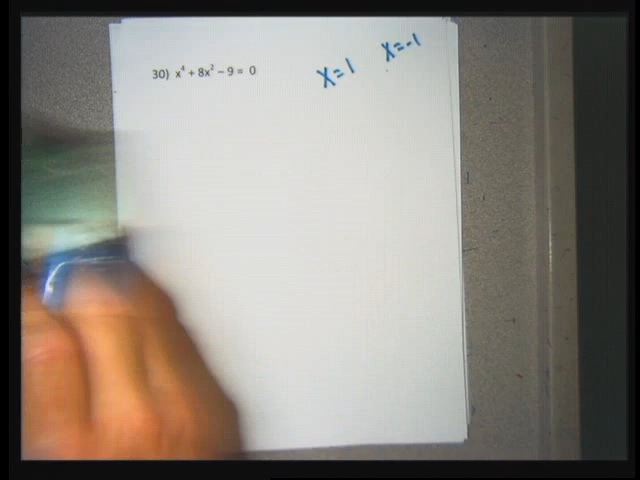 30) x⁴ + 8x² − 9 = 0
x=1
x=-1